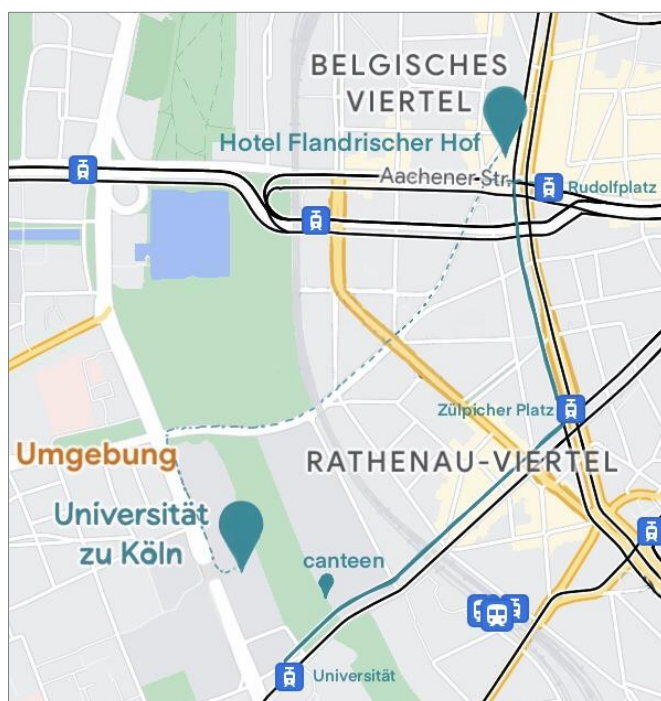 BELGISCHES
VIERTEL
Hotel Flandrischer Hof
Aachener-Str.
Rudolfplatz
Zülpicher Platz
Umgebung
RATHENAU-VIERTEL
Universität
zu Köln
canteen
Universität